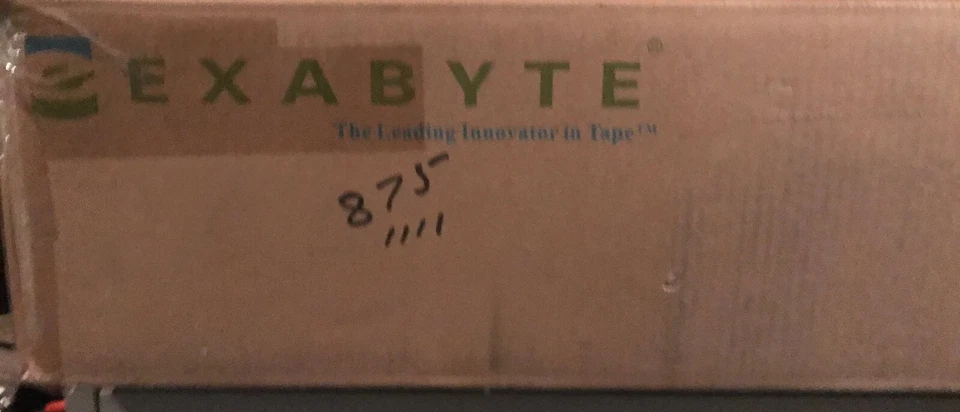 EXABYTE®
The Leading Innovator in Tape™
875
1111